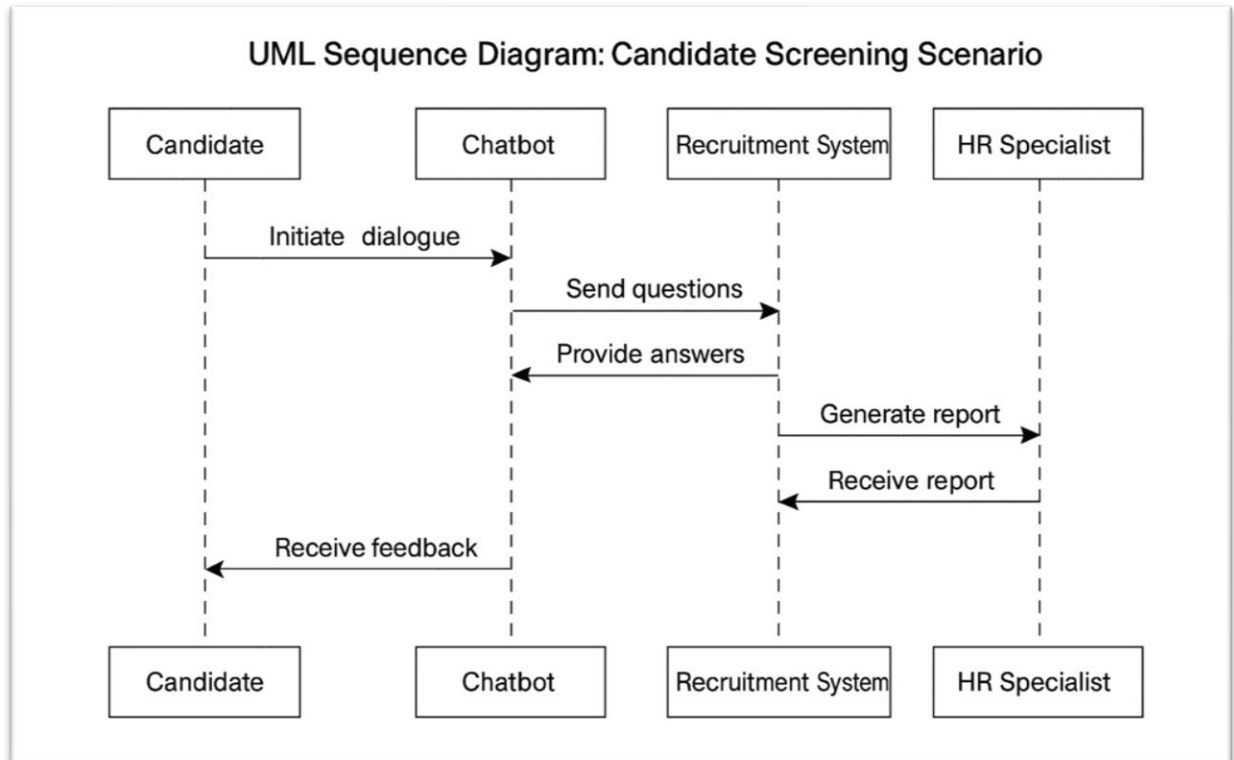 UML Sequence Diagram: Candidate Screening Scenario
Candidate
Chatbot
Recruitment System
HR Specialist
Initiate dialogue
Send questions
Provide answers
Generate report
Receive report
Receive feedback
Candidate
Chatbot
Recruitment System
HR Specialist